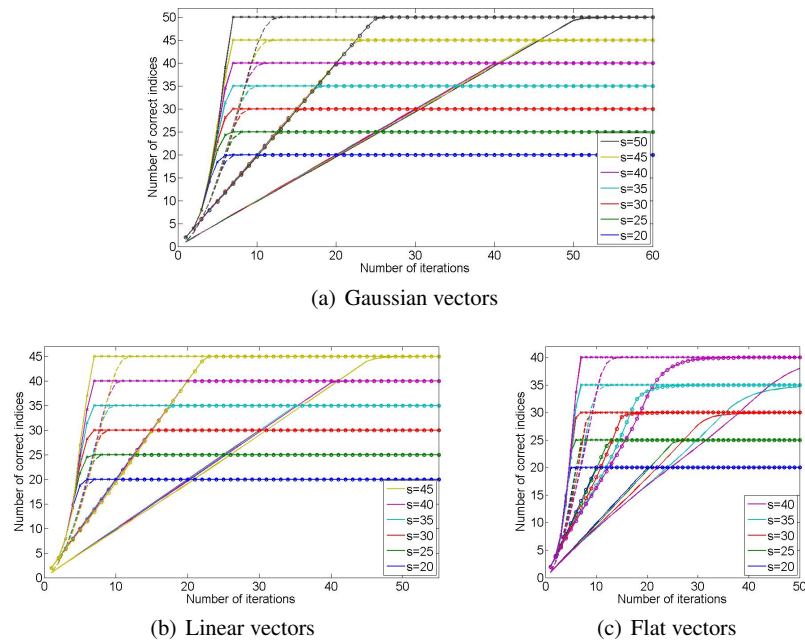 50
45
40
35
30
25
20
15
10
5
0
Number of correct indices
0 10 20 30 40 50 60
Number of iterations
s=50
s=45
s=40
s=35
s=30
s=25
s=20
(a) Gaussian vectors
45
40
35
30
25
20
15
10
5
0
Number of correct indices
0 10 20 30 40 50
Number of iterations
s=45
s=40
s=35
s=30
s=25
s=20
(b) Linear vectors
40
35
30
25
20
15
10
5
0
Number of correct indices
0 10 20 30 40 50
Number of iterations
s=40
s=35
s=30
s=25
s=20
(c) Flat vectors